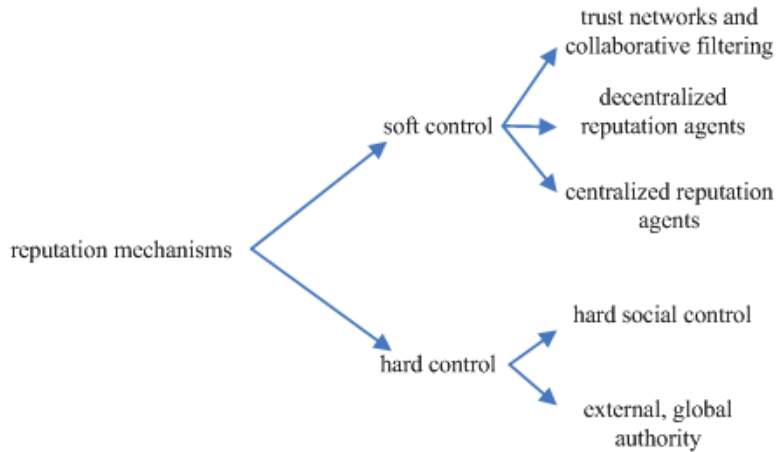 trust networks and
collaborative filtering
decentralized
reputation agents
soft control
centralized reputation
agents
reputation mechanisms
hard social control
hard control
external, global
authority